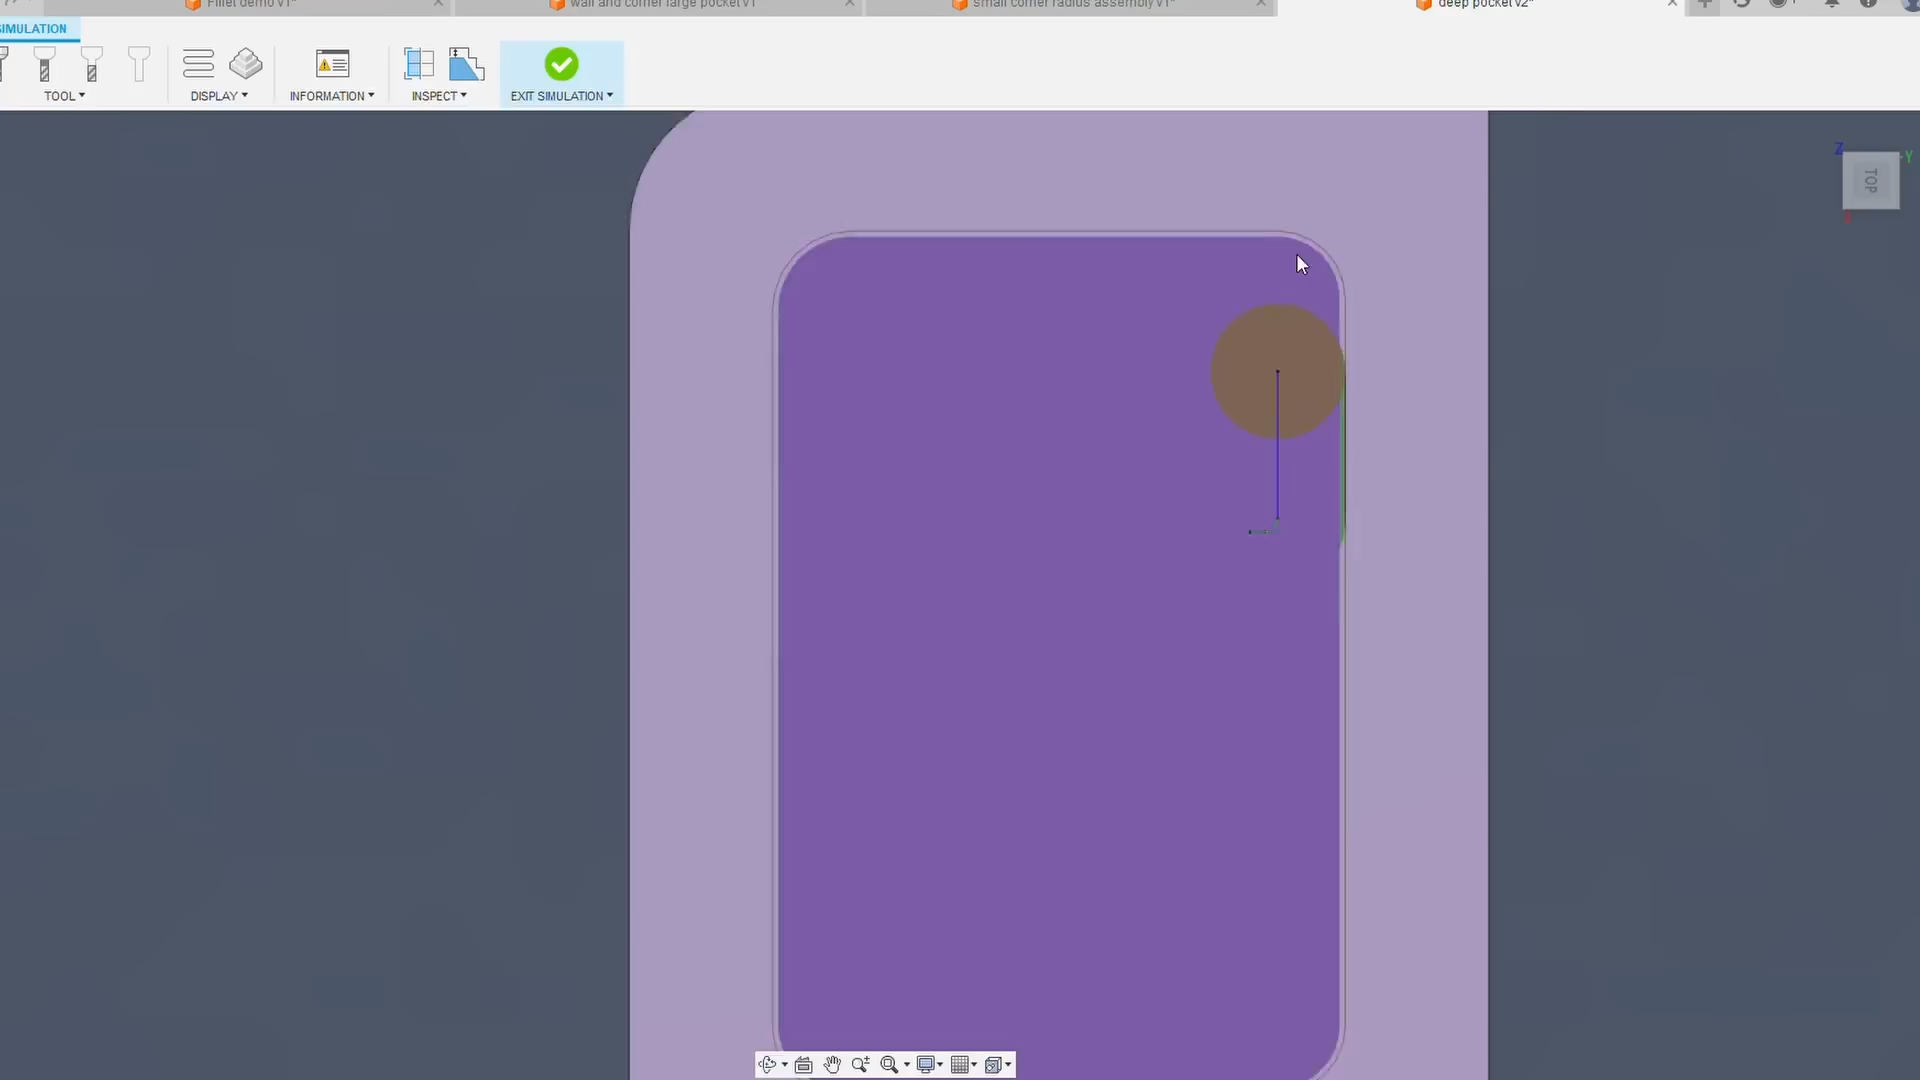 Fillet demo v1*
wall and corner large pocket v1
small corner radius assembly v1*
deep pocket v2*
SIMULATION
TOOL
DISPLAY
INFORMATION
INSPECT
EXIT SIMULATION
Z
Y
TOP